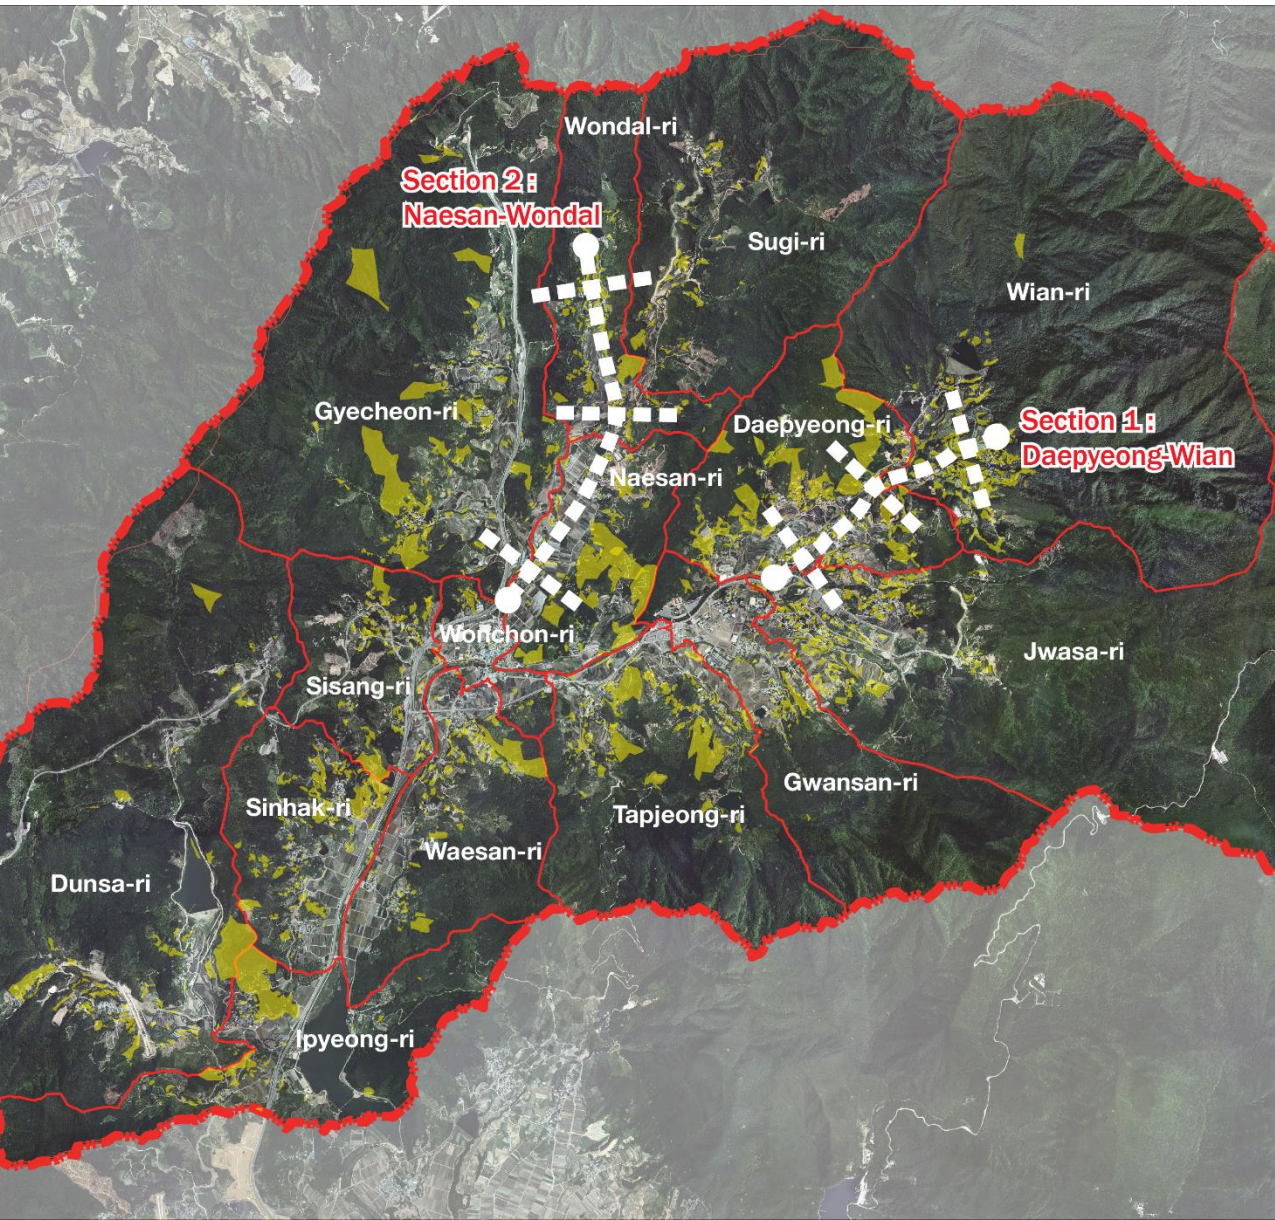 Wondal-ri
Section 2 :
Naesan-Wondal
Sugi-ri
Wian-ri
Gyecheon-ri
Daepyeong-ri
Section 1 :
Daepyeong-Wian
Naesan-ri
Wonchon-ri
Jwasa-ri
Sisang-ri
Gwansan-ri
Sinhak-ri
Tapjeong-ri
Waesan-ri
Dunsa-ri
Ipyeong-ri